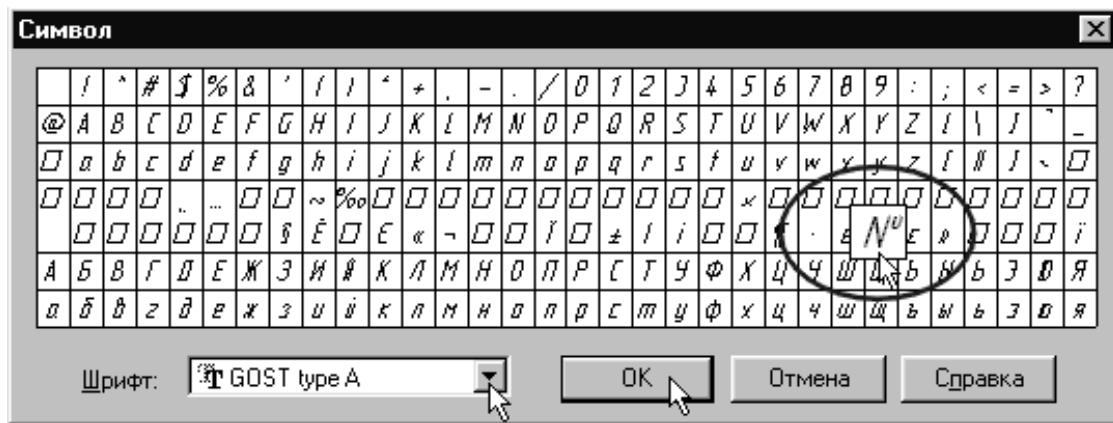 Символ
! " # $ % & ' ( ) * + , - . / 0 1 2 3 4 5 6 7 8 9 : ; < = > ?
@ A B C D E F G H I J K L M N O P Q R S T U V W X Y Z [ \ ] ^ _
a b c d e f g h i j k l m n o p q r s t u v w x y z
… ‰
§ Ё Є « ¬ Ї ± І і · ё № є » ї
А Б В Г Д Е Ж З И Й К Л М Н О П Р С Т У Ф Х Ц Ч Ш Щ Ъ Ы Ь Э Ю Я
а б в г д е ж з и й к л м н о п р с т у ф х ц ч ш щ ъ ы ь э ю я
Шрифт: GOST type A OK Отмена Справка